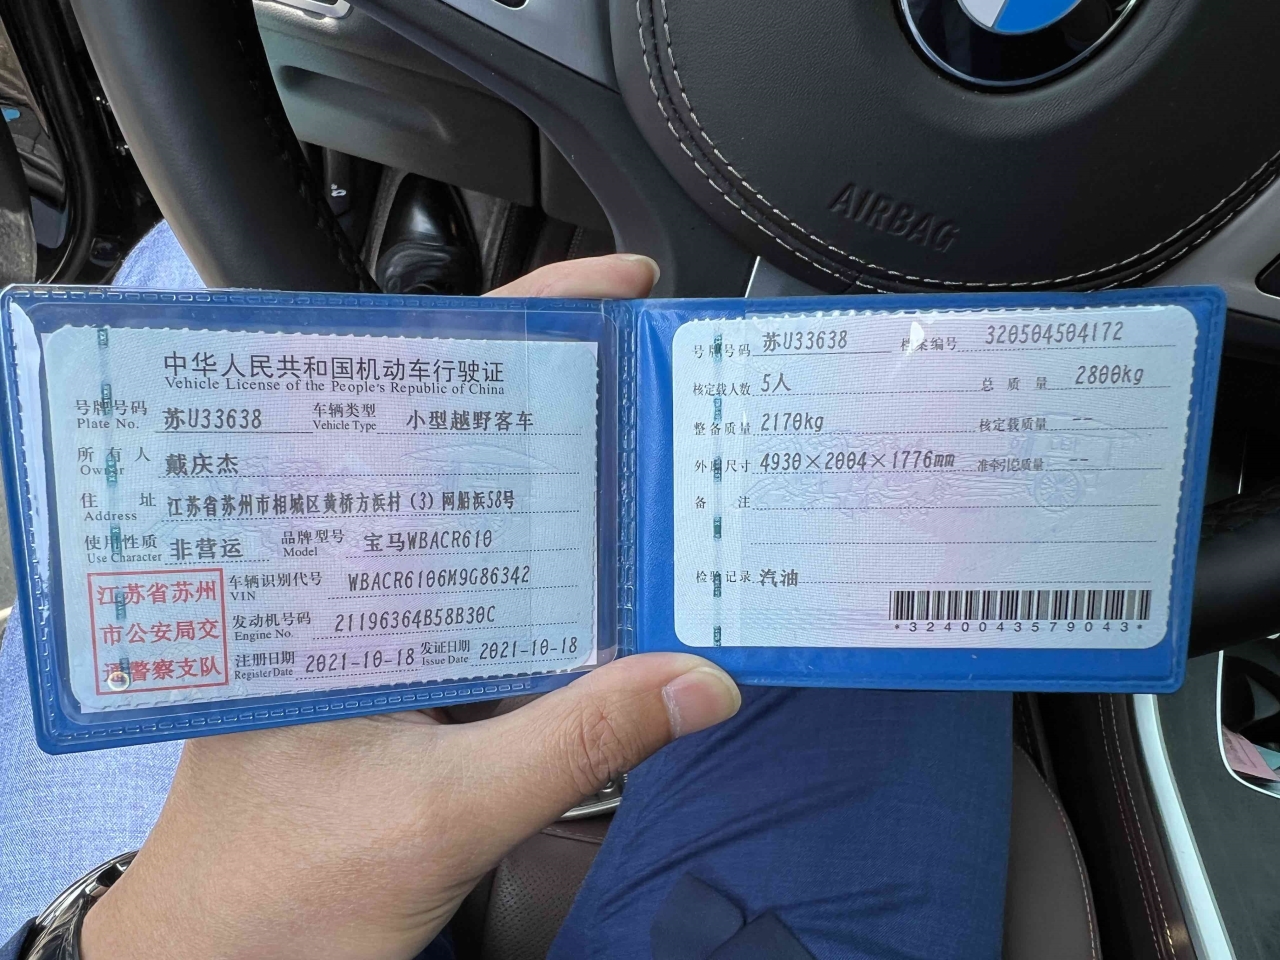 AIRBAG
中华人民共和国机动车行驶证
Vehicle License of the People's Republic of China
号牌号码 苏U33638 车辆类型 小型越野客车
Plate No. Vehicle Type
所有人 戴庆杰
Owner
住址 江苏省苏州市相城区黄桥方浜村(3)网船浜58号
Address
使用性质 非营运 品牌型号 宝马WBACR610
Use Character Model
江苏省苏州
市公安局交
通警察支队
车辆识别代号 WBACR6106M9G86342
VIN
发动机号码 21196364B58B30C
Engine No.
注册日期 2021-10-18 发证日期 2021-10-18
Register Date Issue Date
号牌号码 苏U33638 档案编号 320504504172
核定载人数 5人 总质量 2800kg
整备质量 2170kg 核定载质量 --
外廓尺寸 4930×2004×1776mm 准牵引总质量 --
备注
检验记录 汽油
*3240043579043*